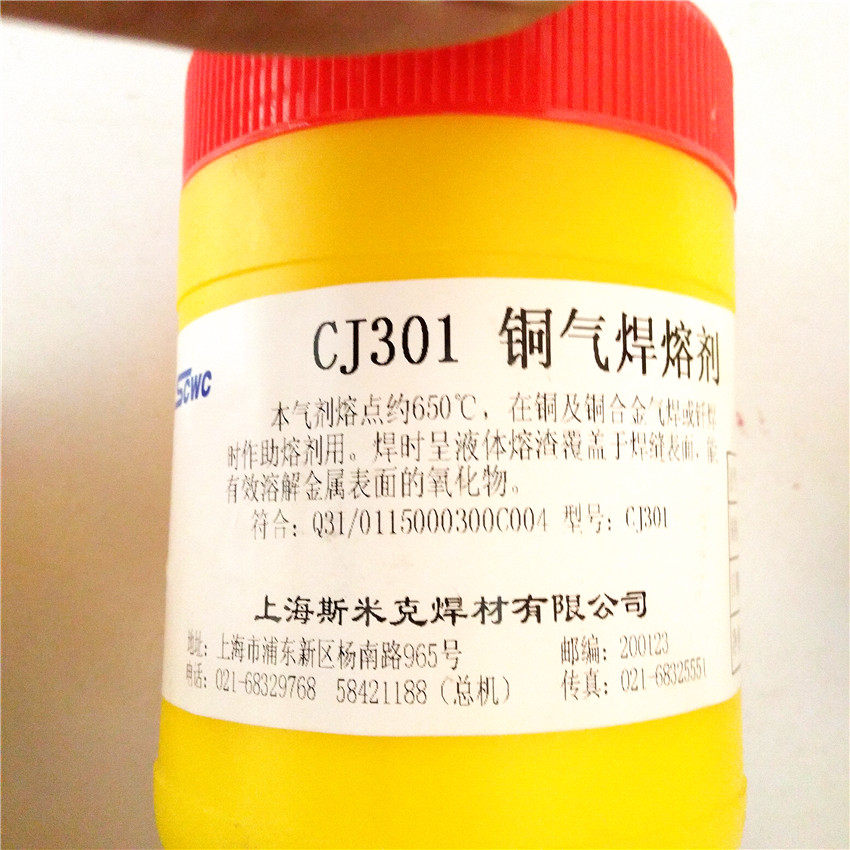 CJ301 铜气焊熔剂
SCWC
本气剂熔点约650℃，在铜及铜合金气焊或钎焊
时作助熔剂用。焊时呈液体熔渣覆盖于焊缝表面，能
有效溶解金属表面的氧化物。
符合：Q31/0115000300C004 型号：CJ301
上海斯米克焊材有限公司
地址：上海市浦东新区杨南路965号 邮编：200123
电话：021-68329768 58421188（总机） 传真：021-68325551